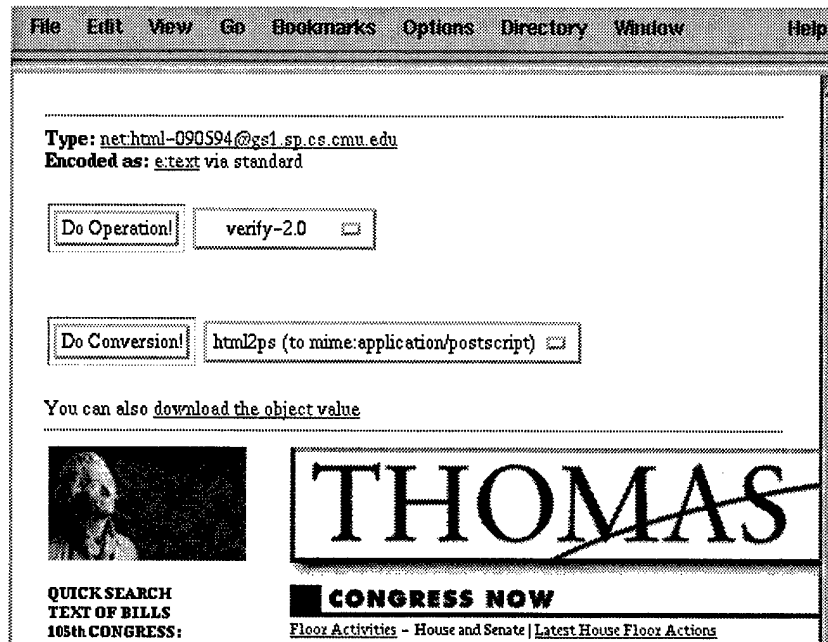 File Edit View Go Bookmarks Options Directory Window Help
Type: net:html-090594@gs1.sp.cs.cmu.edu
Encoded as: e:text via standard
Do Operation! verify-2.0
Do Conversion! html2ps (to mime:application/postscript)
You can also download the object value
THOMAS
QUICK SEARCH
TEXT OF BILLS
105th CONGRESS:
CONGRESS NOW
Floor Activities - House and Senate | Latest House Floor Actions